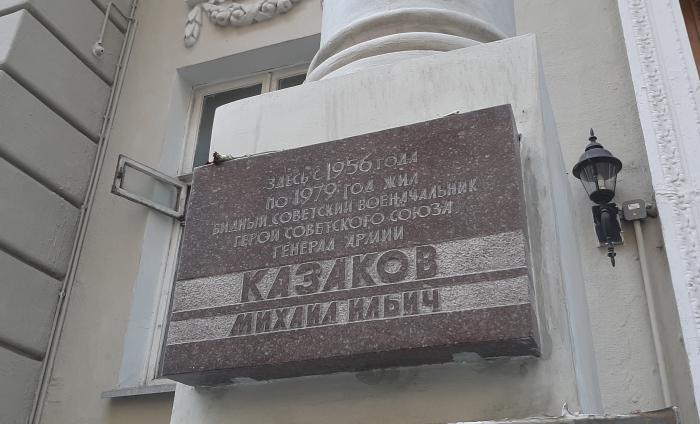 ЗДЕСЬ С 1956 ГОДА
ПО 1979 ГОД ЖИЛ
ВИДНЫЙ СОВЕТСКИЙ ВОЕНАЧАЛЬНИК
ГЕРОЙ СОВЕТСКОГО СОЮЗА
ГЕНЕРАЛ АРМИИ
КАЗАКОВ
МИХАИЛ ИЛЬИЧ